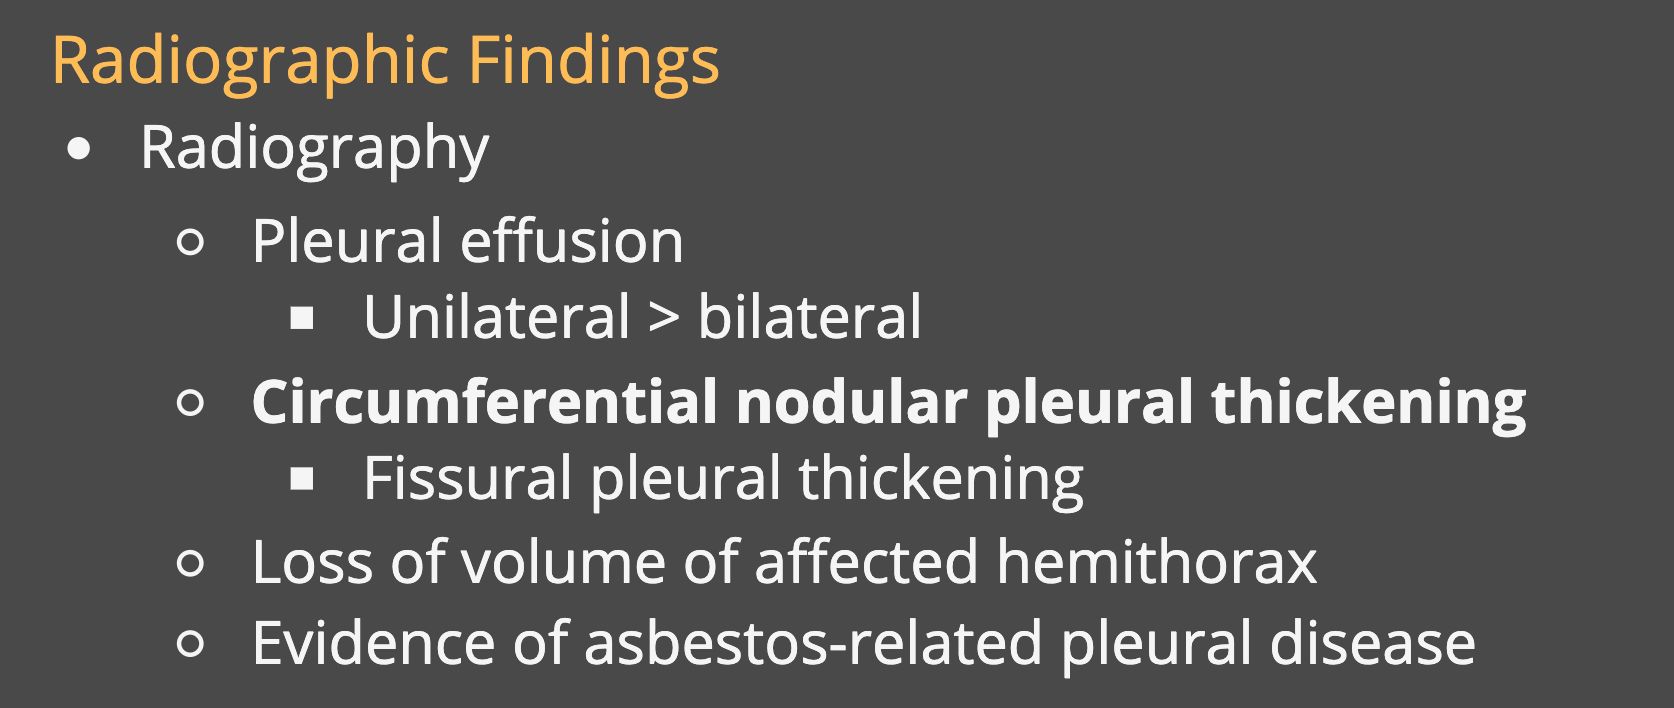 Radiographic Findings
● Radiography
○ Pleural effusion
■ Unilateral > bilateral
○ Circumferential nodular pleural thickening
■ Fissural pleural thickening
○ Loss of volume of affected hemithorax
○ Evidence of asbestos-related pleural disease